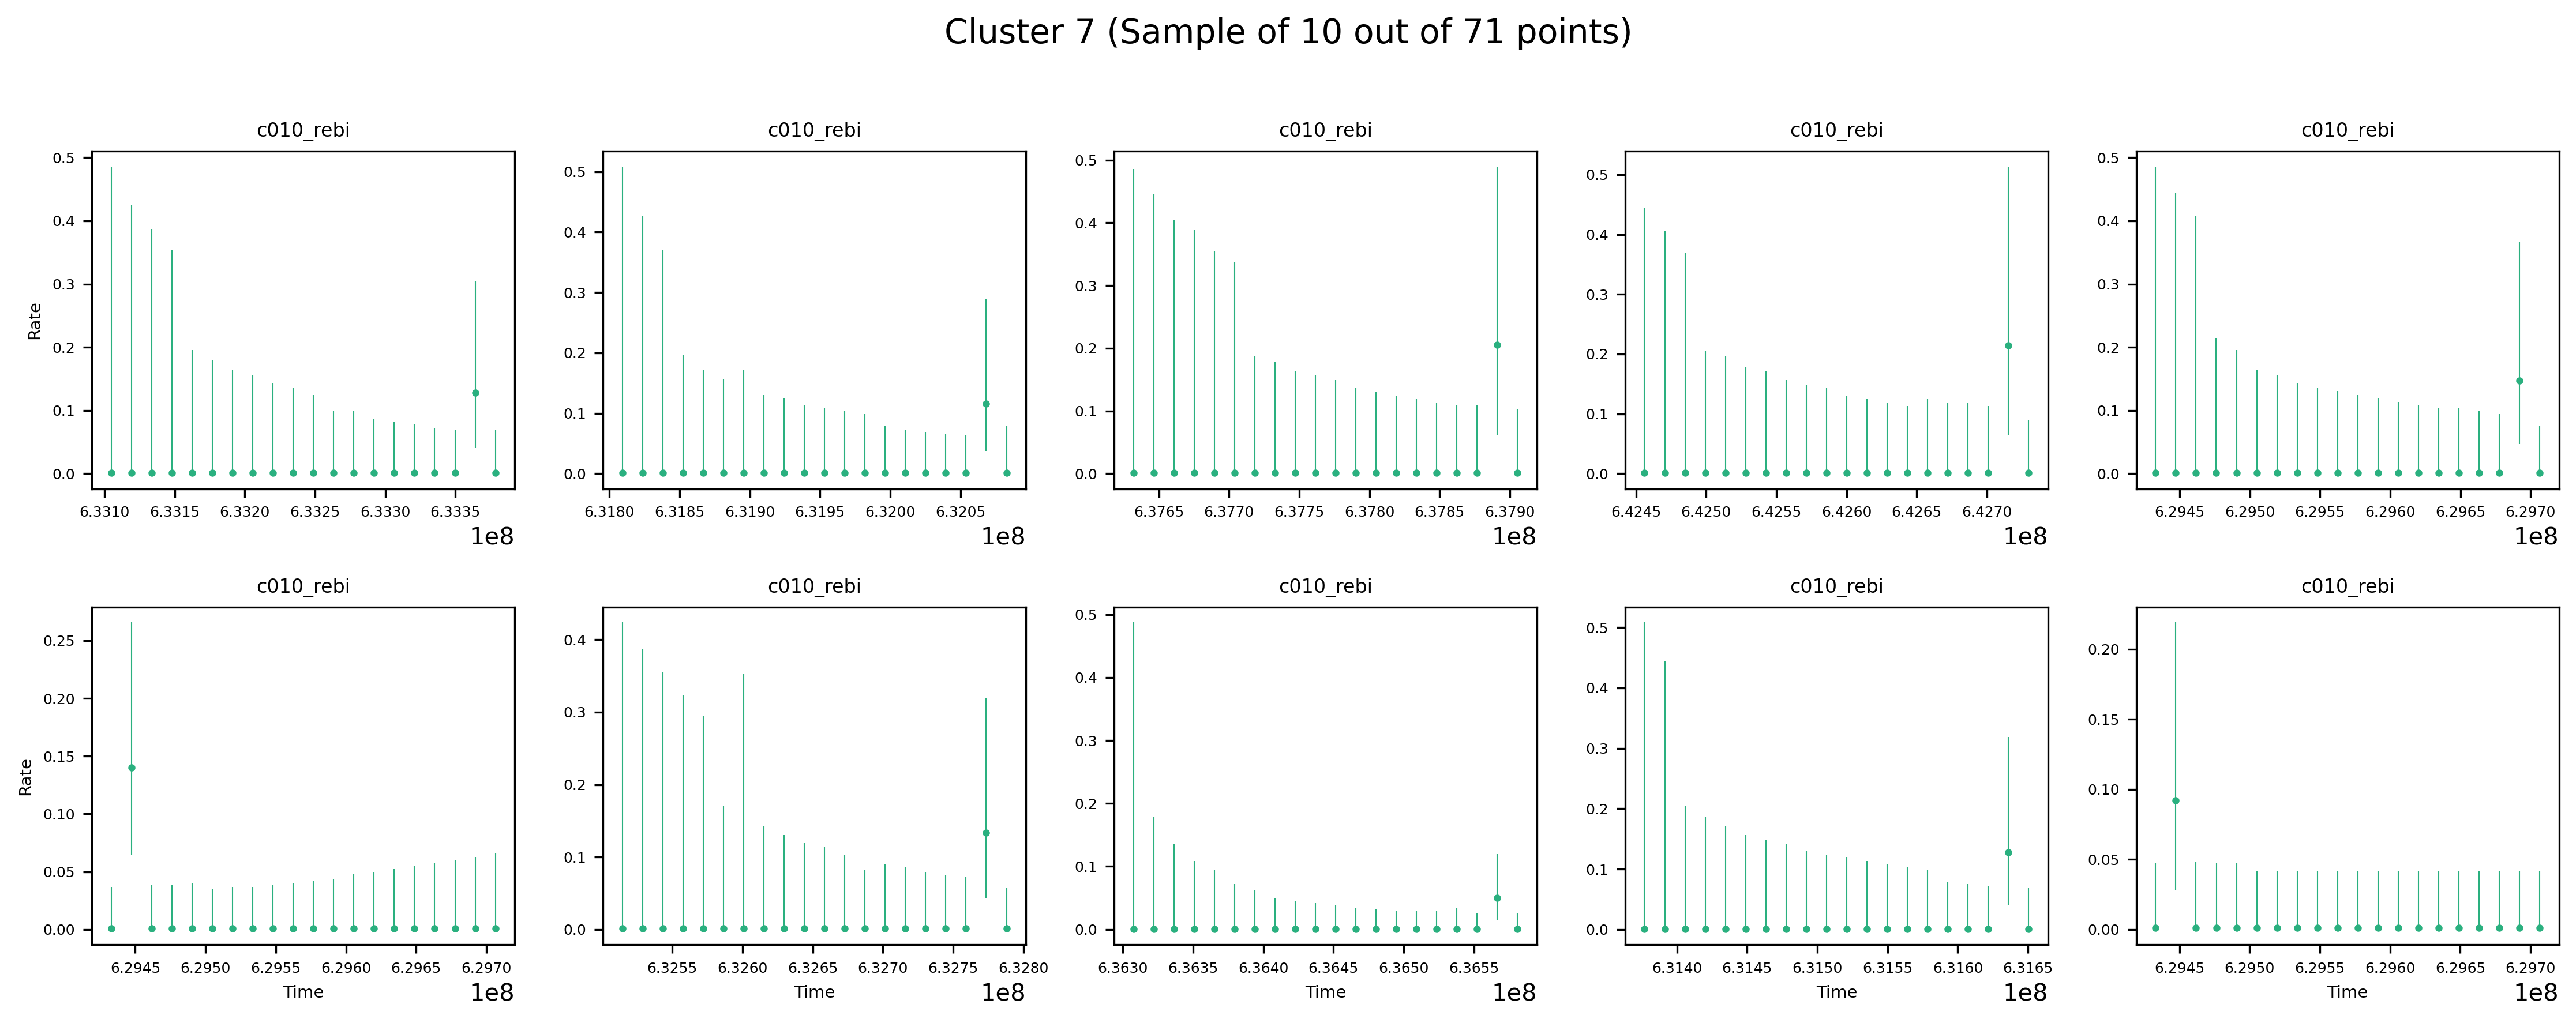 Cluster 7 (Sample of 10 out of 71 points)
c010_rebi c010_rebi c010_rebi c010_rebi c010_rebi
0.5 0.4 0.3 0.2 0.1 0.0
Rate
6.3310 6.3315 6.3320 6.3325 6.3330 6.3335
1e8
0.5 0.4 0.3 0.2 0.1 0.0
6.3180 6.3185 6.3190 6.3195 6.3200 6.3205
1e8
0.5 0.4 0.3 0.2 0.1 0.0
6.3765 6.3770 6.3775 6.3780 6.3785 6.3790
1e8
0.5 0.4 0.3 0.2 0.1 0.0
6.4245 6.4250 6.4255 6.4260 6.4265 6.4270
1e8
0.5 0.4 0.3 0.2 0.1 0.0
6.2945 6.2950 6.2955 6.2960 6.2965 6.2970
1e8
c010_rebi c010_rebi c010_rebi c010_rebi c010_rebi
0.25 0.20 0.15 0.10 0.05 0.00
Rate
6.2945 6.2950 6.2955 6.2960 6.2965 6.2970
Time
1e8
0.4 0.3 0.2 0.1 0.0
6.3255 6.3260 6.3265 6.3270 6.3275 6.3280
Time
1e8
0.5 0.4 0.3 0.2 0.1 0.0
6.3630 6.3635 6.3640 6.3645 6.3650 6.3655
Time
1e8
0.5 0.4 0.3 0.2 0.1 0.0
6.3140 6.3145 6.3150 6.3155 6.3160 6.3165
Time
1e8
0.20 0.15 0.10 0.05 0.00
6.2945 6.2950 6.2955 6.2960 6.2965 6.2970
Time
1e8